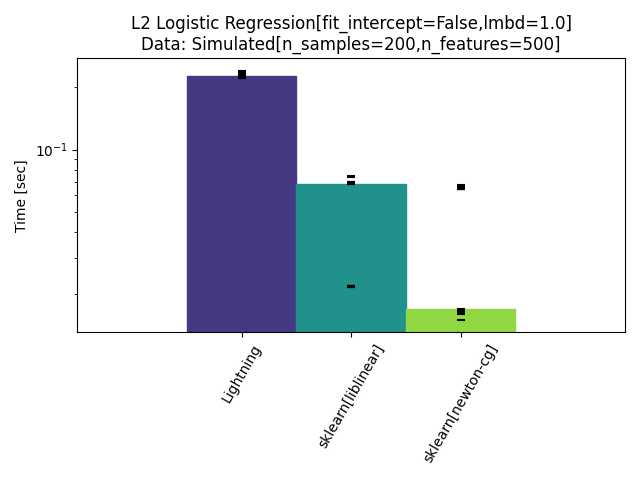 L2 Logistic Regression[fit_intercept=False,lmbd=1.0]
Data: Simulated[n_samples=200,n_features=500]
Time [sec]
10⁻¹
Lightning
sklearn[liblinear]
sklearn[newton-cg]